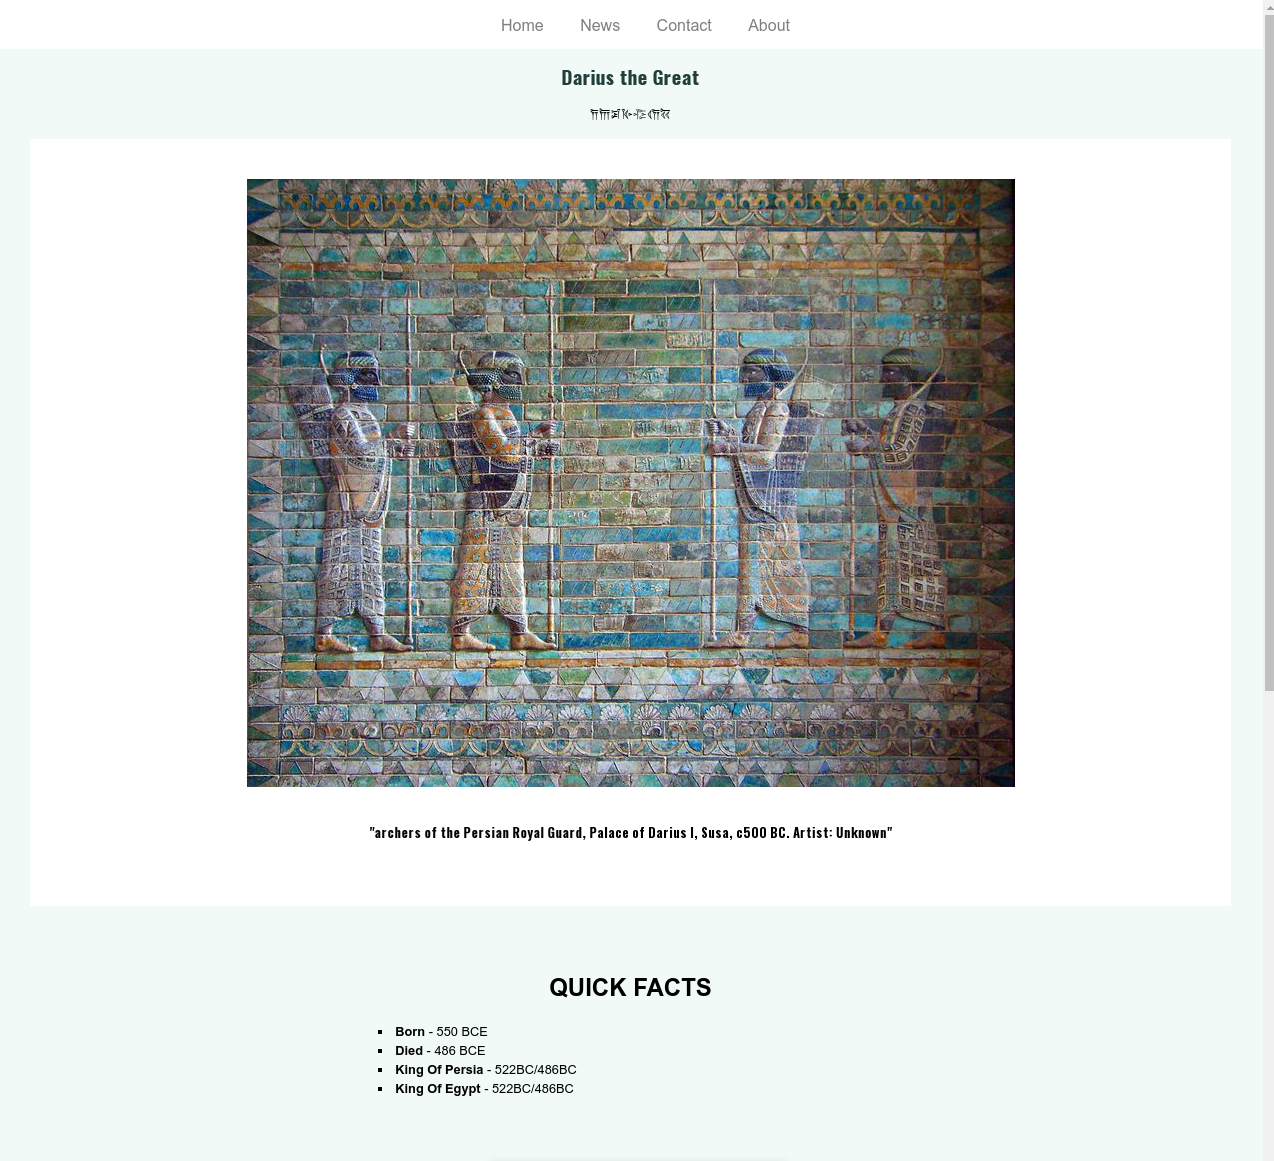 Home News Contact About
Darius the Great
"archers of the Persian Royal Guard, Palace of Darius I, Susa, c500 BC. Artist: Unknown"
QUICK FACTS
Born - 550 BCE
Died - 486 BCE
King Of Persia - 522BC/486BC
King Of Egypt - 522BC/486BC